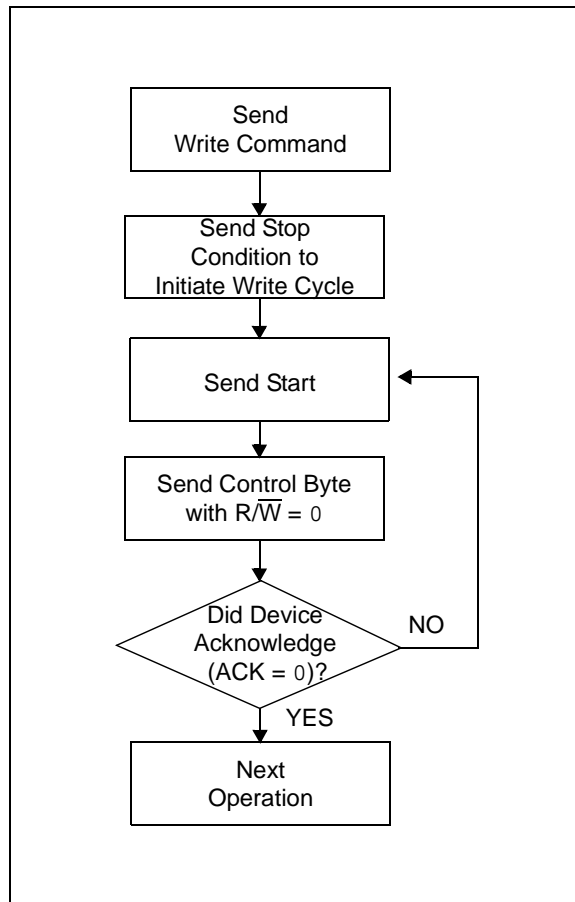 Send
Write Command
Send Stop
Condition to
Initiate Write Cycle
Send Start
Send Control Byte
with R/W̅ = 0
Did Device
Acknowledge
(ACK = 0)?
NO
YES
Next
Operation